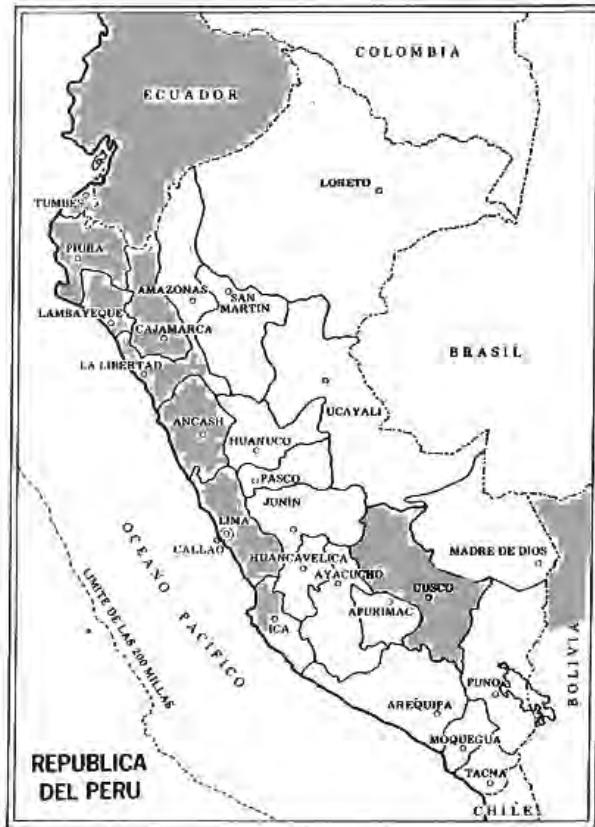 COLOMBIA
ECUADOR
LORETO
TUMBES
PIURA
AMAZONAS
SAN
MARTIN
LAMBAYEQUE
CAJAMARCA
BRASIL
LA LIBERTAD
UCAYALI
ANCASH
HUANUCO
PASCO
JUNIN
LIMA
CALLAO
MADRE DE DIOS
HUANCAVELICA
AYACUCHO
CUSCO
APURIMAC
ICA
OCEANO PACÍFICO
LIMITE DE LAS 200 MILLAS
BOLIVIA
PUNO
AREQUIPA
MOQUEGUA
TACNA
REPUBLICA
DEL PERU
CHILE